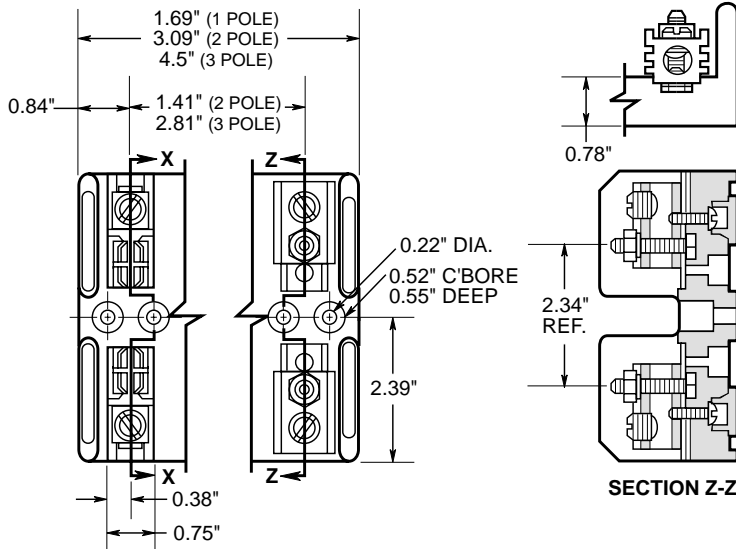 1.69" (1 POLE)
3.09" (2 POLE)
4.5" (3 POLE)
0.84"
1.41" (2 POLE)
2.81" (3 POLE)
0.78"
X
Z
0.22" DIA.
0.52" C'BORE
0.55" DEEP
2.34"
REF.
2.39"
X
Z
0.38"
0.75"
SECTION Z-Z